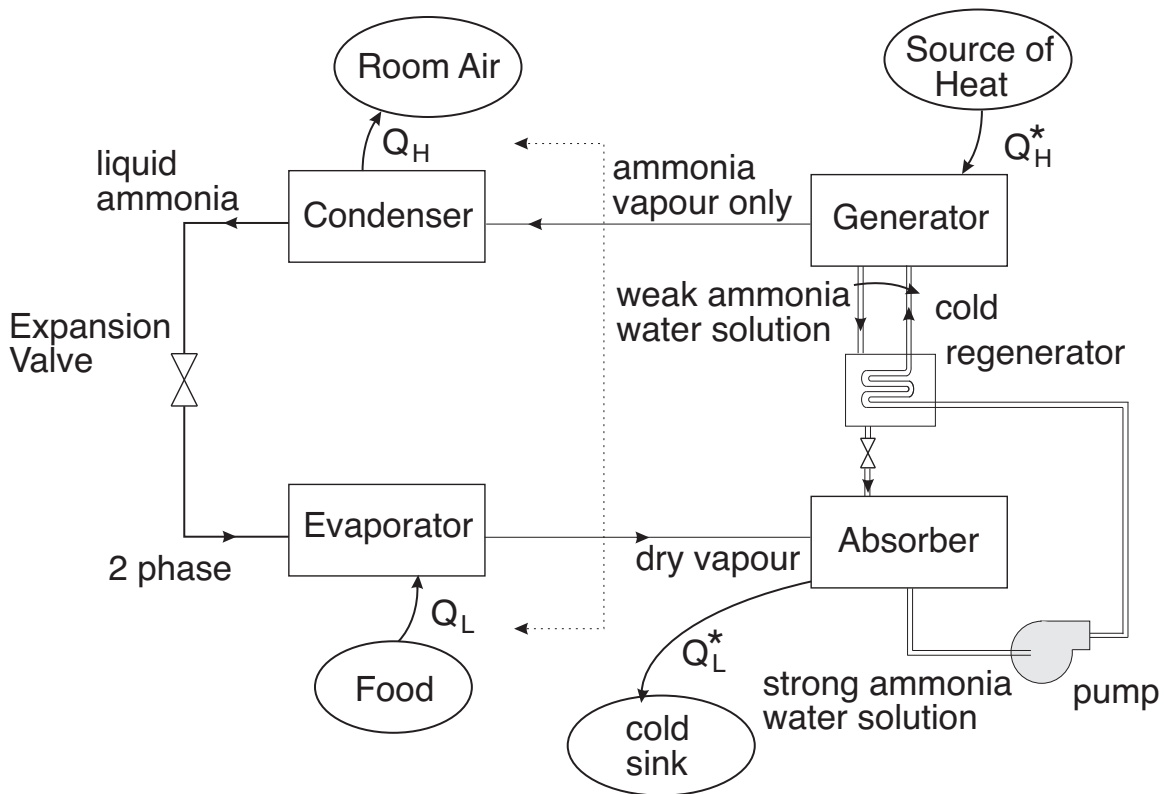 Room Air
Source of
Heat
Q_H
Q*_H
liquid
ammonia
Condenser
ammonia
vapour only
Generator
weak ammonia
water solution
cold
regenerator
Expansion
Valve
Evaporator
Absorber
2 phase
dry vapour
Q_L
Q*_L
Food
strong ammonia
water solution
pump
cold
sink